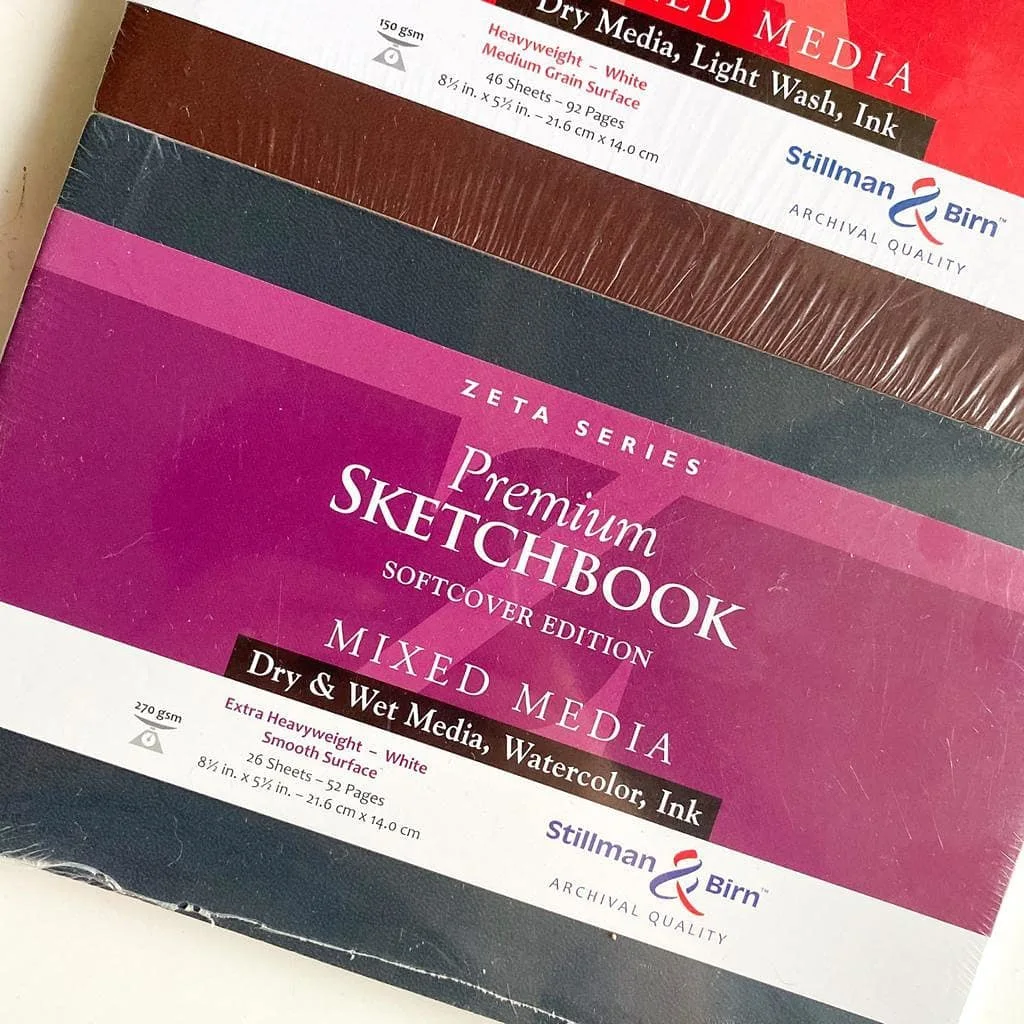 MEDIA
Dry Media, Light Wash, Ink
150 gsm
Heavyweight – White
Medium Grain Surface
46 Sheets – 92 Pages
8½ in. x 5½ in. – 21.6 cm x 14.0 cm
Stillman & Birn™
ARCHIVAL QUALITY
ZETA SERIES
Premium
SKETCHBOOK
SOFTCOVER EDITION
MIXED MEDIA
Dry & Wet Media, Watercolor, Ink
270 gsm
Extra Heavyweight – White
Smooth Surface
26 Sheets – 52 Pages
8½ in. x 5½ in. – 21.6 cm x 14.0 cm
Stillman & Birn™
ARCHIVAL QUALITY